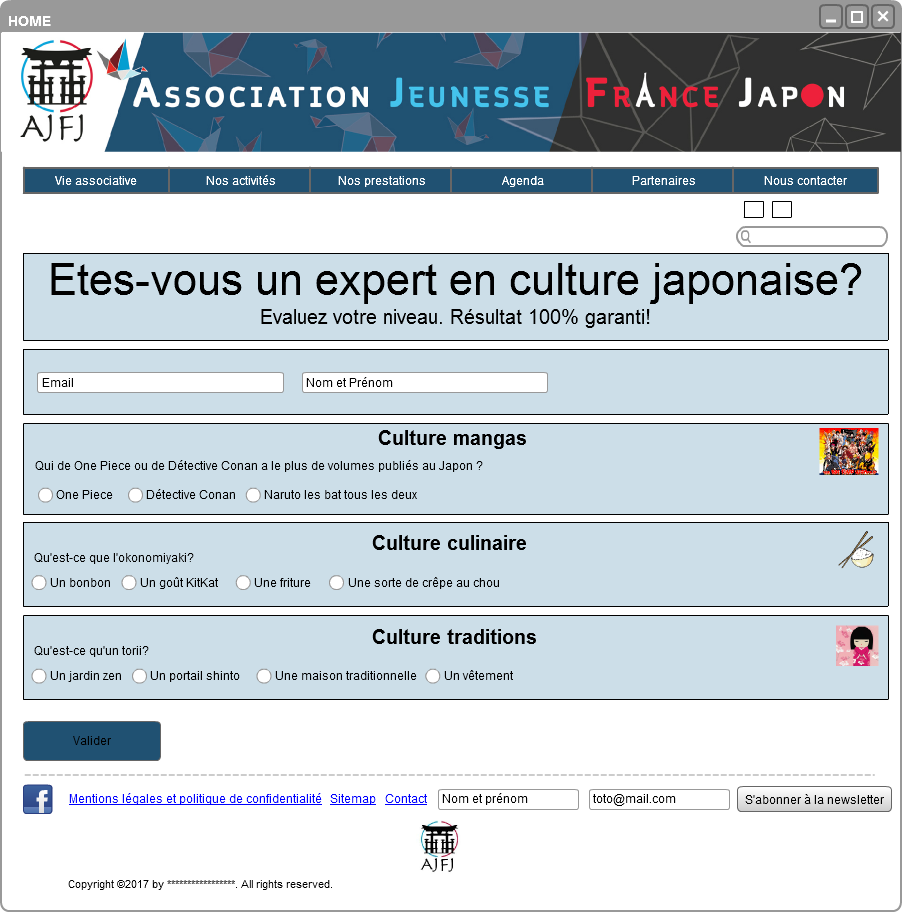 HOME
AJFJ
ASSOCIATION JEUNESSE FRANCE JAPON
Vie associative Nos activités Nos prestations Agenda Partenaires Nous contacter
Etes-vous un expert en culture japonaise?
Evaluez votre niveau. Résultat 100% garanti!
Email Nom et Prénom
Culture mangas
Qui de One Piece ou de Détective Conan a le plus de volumes publiés au Japon ?
One Piece Détective Conan Naruto les bat tous les deux
Culture culinaire
Qu'est-ce que l'okonomiyaki?
Un bonbon Un goût KitKat Une friture Une sorte de crêpe au chou
Culture traditions
Qu'est-ce qu'un torii?
Un jardin zen Un portail shinto Une maison traditionnelle Un vêtement
Valider
f Mentions légales et politique de confidentialité Sitemap Contact Nom et prénom toto@mail.com S'abonner à la newsletter
AJFJ
Copyright ©2017 by *****************. All rights reserved.